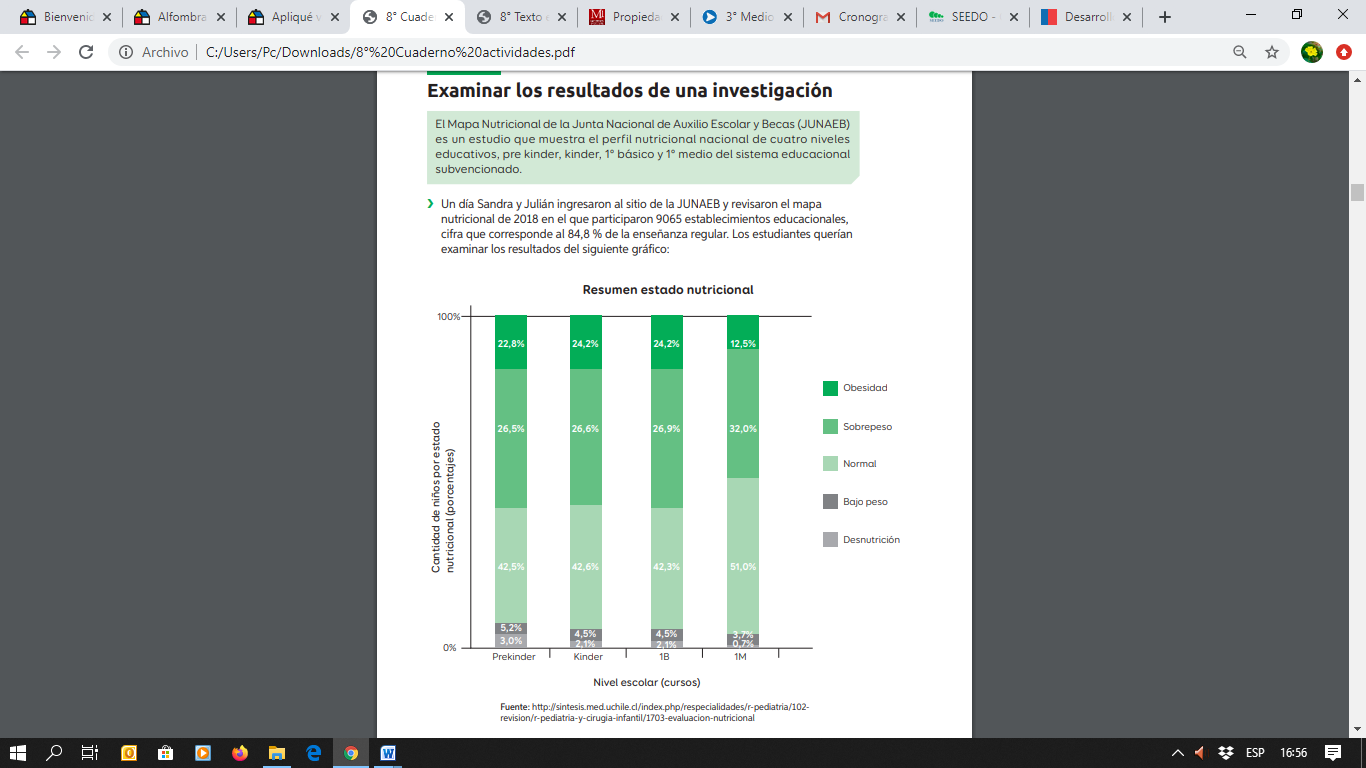 Bienvenid
Alfombra
Apliqué v
8° Cuade
8° Texto e
Propieda
3° Medio
Cronogra
SEEDO -
Desarroll
Archivo
C:/Users/Pc/Downloads/8°%20Cuaderno%20actividades.pdf
Examinar los resultados de una investigación
El Mapa Nutricional de la Junta Nacional de Auxilio Escolar y Becas (JUNAEB)
es un estudio que muestra el perfil nutricional nacional de cuatro niveles
educativos, pre kinder, kinder, 1° básico y 1° medio del sistema educacional
subvencionado.
Un día Sandra y Julián ingresaron al sitio de la JUNAEB y revisaron el mapa
nutricional de 2018 en el que participaron 9065 establecimientos educacionales,
cifra que corresponde al 84,8 % de la enseñanza regular. Los estudiantes querían
examinar los resultados del siguiente gráfico:
Resumen estado nutricional
100%
22,8% 24,2% 24,2% 12,5%
26,5% 26,6% 26,9% 32,0%
42,5% 42,6% 42,3% 51,0%
5,2% 4,5% 4,5% 3,7%
3,0% 2,1% 2,1% 0,7%
0%
Cantidad de niños por estado
nutricional (porcentajes)
Obesidad
Sobrepeso
Normal
Bajo peso
Desnutrición
Prekinder Kinder 1B 1M
Nivel escolar (cursos)
Fuente: http://sintesis.med.uchile.cl/index.php/respecialidades/r-pediatria/102-
revision/r-pediatria-y-cirugia-infantil/1703-evaluacion-nutricional
ESP
16:56